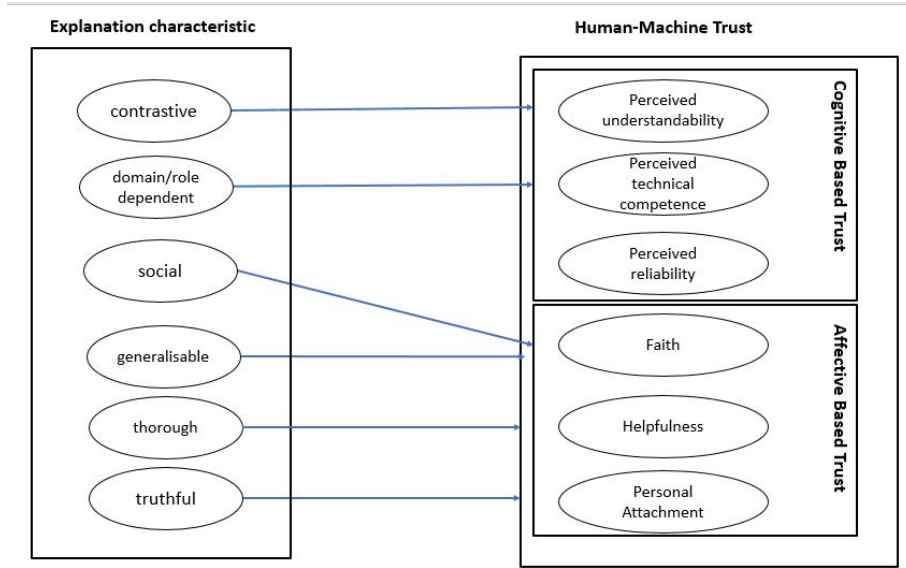 Explanation characteristic
contrastive
domain/role
dependent
social
generalisable
thorough
truthful
Human-Machine Trust
Perceived
understandability
Perceived
technical
competence
Perceived
reliability
Cognitive Based Trust
Faith
Helpfulness
Personal
Attachment
Affective Based Trust